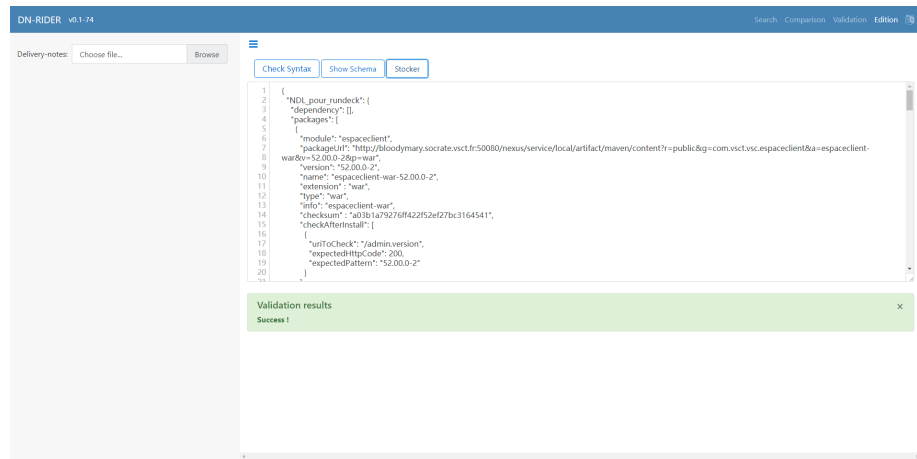 DN-RIDER v0.1-74
Search Comparison Validation Edition
Delivery-notes: Choose file... Browse
Check Syntax Show Schema Stocker
1 {
2 "NDL_pour_rundeck": {
3 "dependency": [],
4 "packages": [
5 {
6 "module": "espaceclient",
7 "packageUrl": "http://bloodymary.socrate.vsct.fr:50080/nexus/service/local/artifact/maven/content?r=public&g=com.vsct.vsc.espaceclient&a=espaceclient-
8 war&v=52.00.0-2&p=war",
9 "version": "52.00.0-2",
10 "name": "espaceclient-war-52.00.0-2",
11 "extension" : "war",
12 "type": "war",
13 "info": "espaceclient-war",
14 "checksum" : "a03b1a79276ff422f52ef27bc3164541",
15 "checkAfterInstall": [
16 {
17 "uriToCheck": "/admin.version",
18 "expectedHttpCode": 200,
19 "expectedPattern": "52.00.0-2"
20 }
21 ]
Validation results ×
Success !